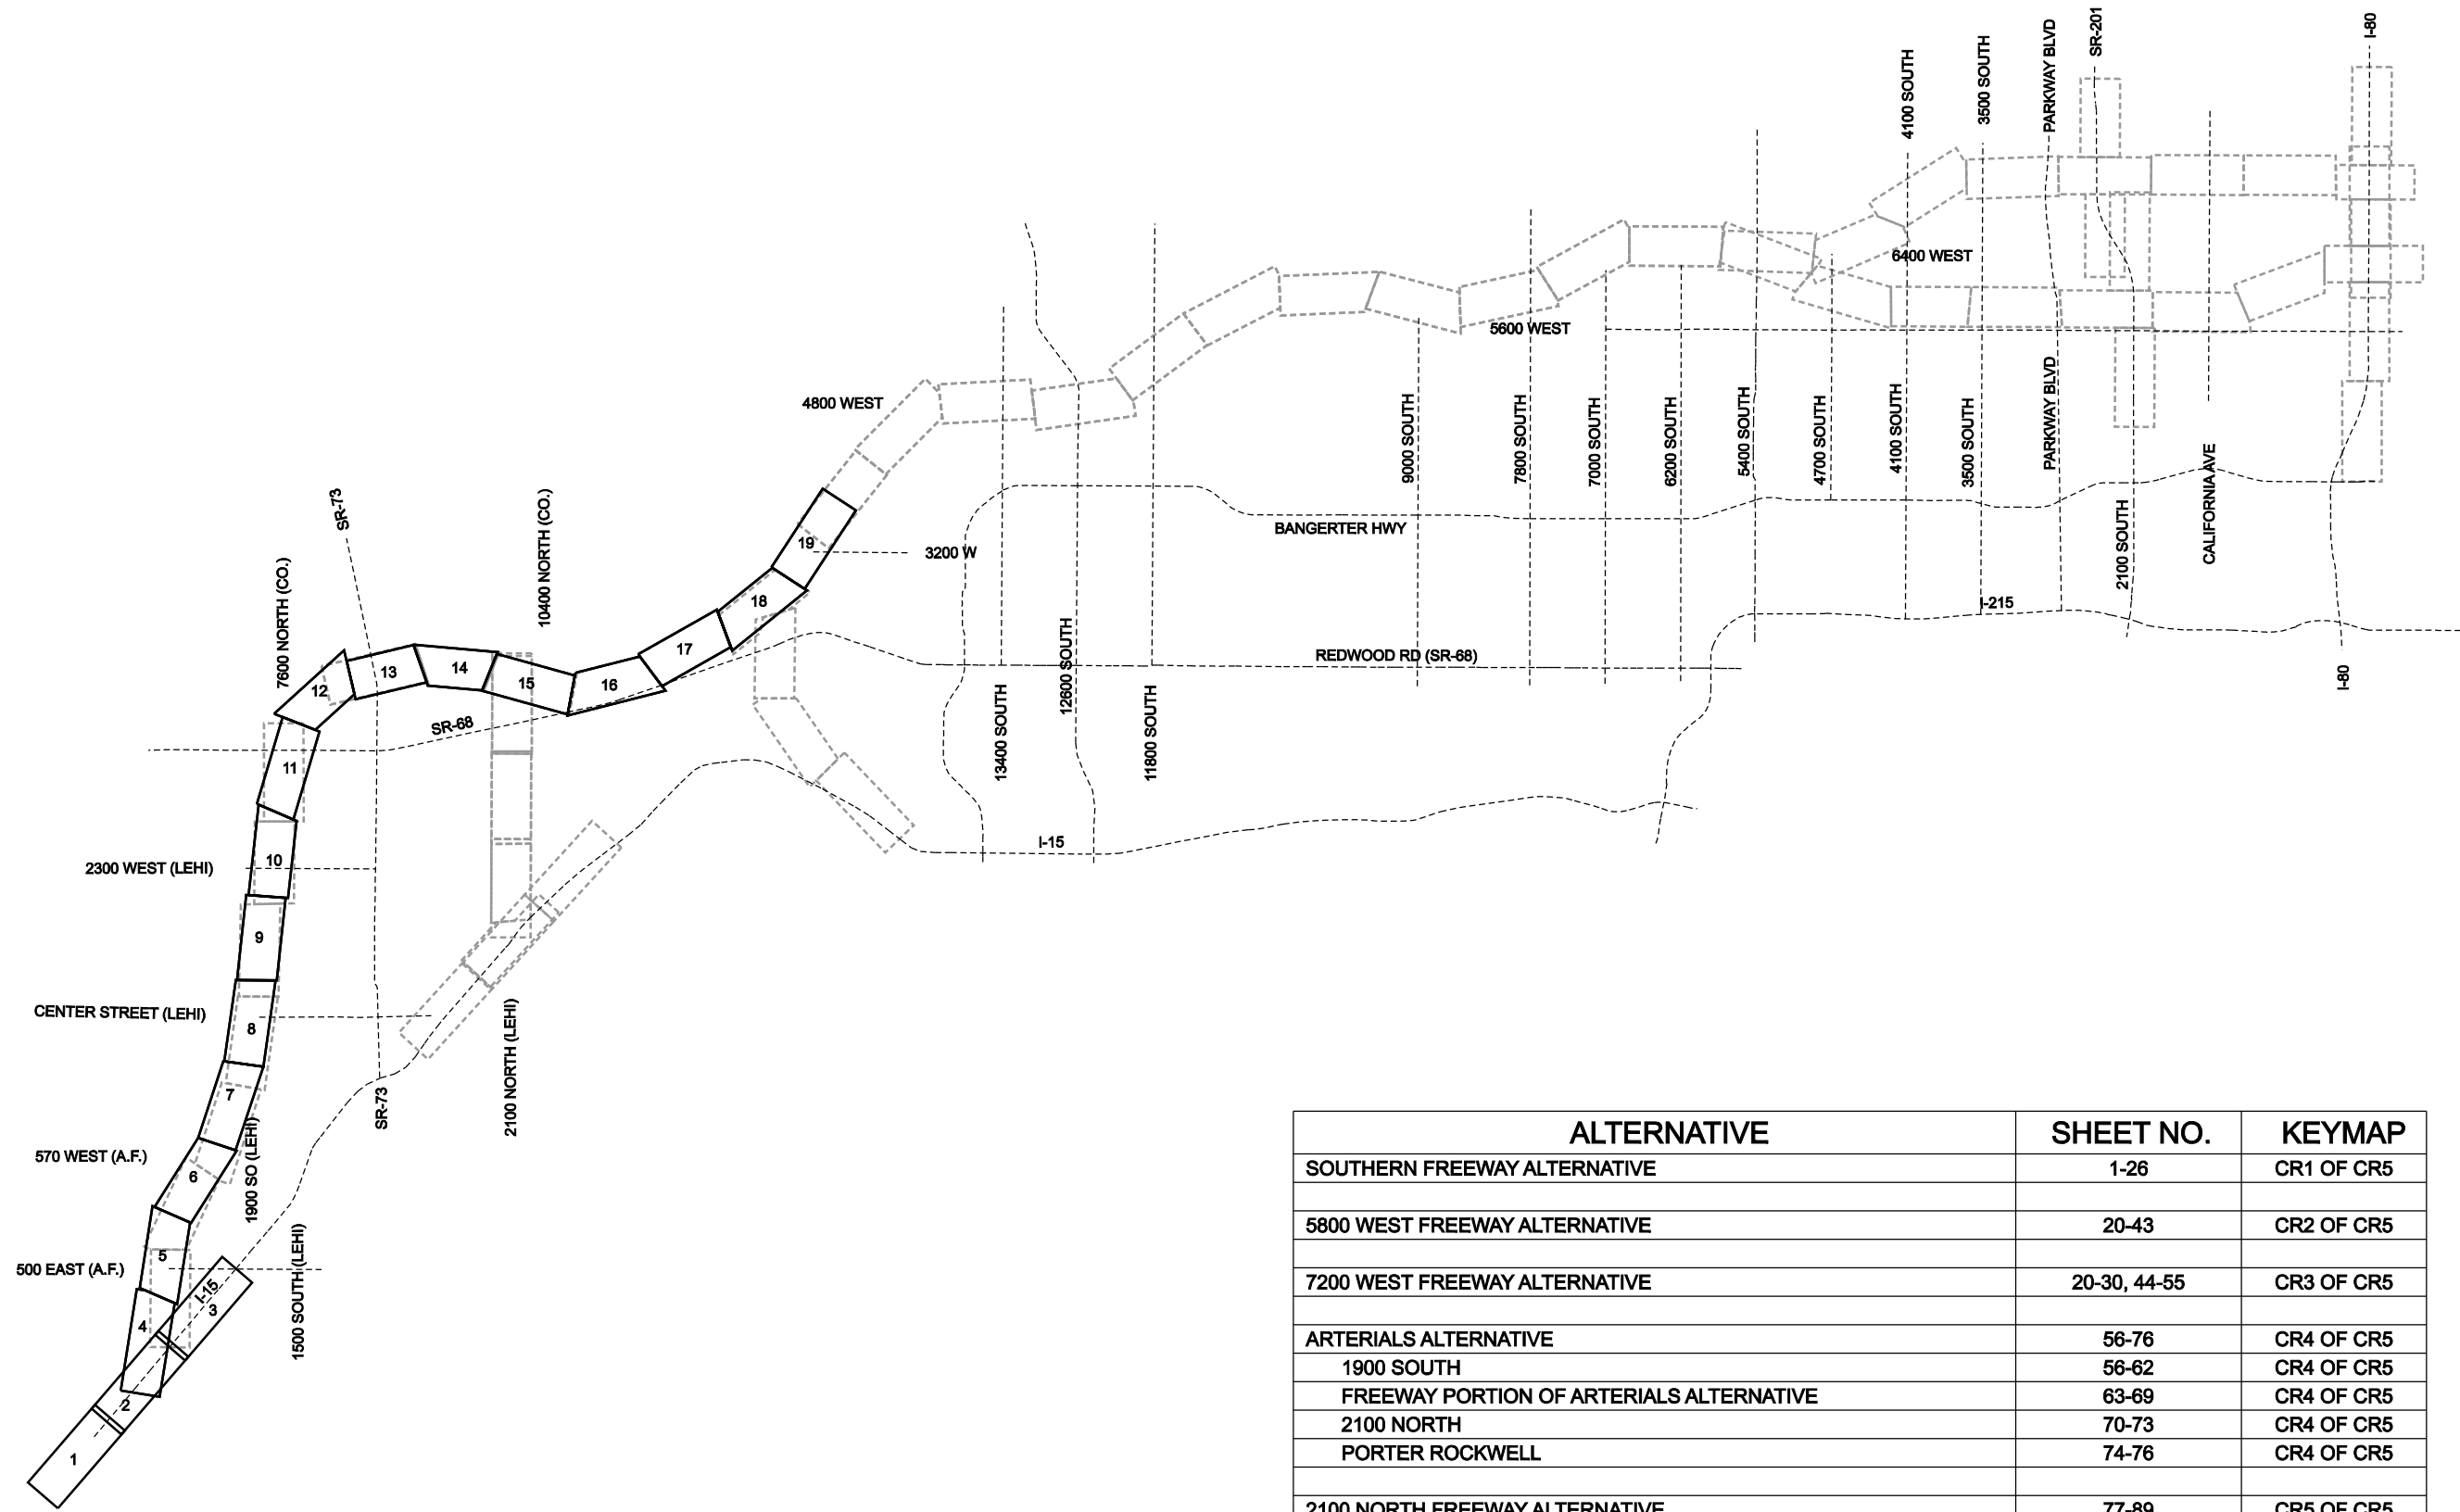 I-80
SR-201
PARKWAY BLVD
3500 SOUTH
4100 SOUTH
6400 WEST
5600 WEST
4800 WEST
9000 SOUTH
7800 SOUTH
7000 SOUTH
6200 SOUTH
5400 SOUTH
4700 SOUTH
4100 SOUTH
3500 SOUTH
PARKWAY BLVD
2100 SOUTH
CALIFORNIA AVE
SR-73
10400 NORTH (CO.)
7600 NORTH (CO.)
BANGERTER HWY
3200 W
19
18
17
16
15
14
13
12
11
10
9
8
7
6
5
4
3
2
1
I-215
REDWOOD RD (SR-68)
I-80
12600 SOUTH
13400 SOUTH
11800 SOUTH
SR-68
I-15
2300 WEST (LEHI)
CENTER STREET (LEHI)
SR-73
2100 NORTH (LEHI)
570 WEST (A.F.)
1900 SO (LEHI)
500 EAST (A.F.)
I-15
1500 SOUTH (LEHI)
ALTERNATIVE SHEET NO. KEYMAP
SOUTHERN FREEWAY ALTERNATIVE 1-26 CR1 OF CR5
5800 WEST FREEWAY ALTERNATIVE 20-43 CR2 OF CR5
7200 WEST FREEWAY ALTERNATIVE 20-30, 44-55 CR3 OF CR5
ARTERIALS ALTERNATIVE 56-76 CR4 OF CR5
1900 SOUTH 56-62 CR4 OF CR5
FREEWAY PORTION OF ARTERIALS ALTERNATIVE 63-69 CR4 OF CR5
2100 NORTH 70-73 CR4 OF CR5
PORTER ROCKWELL 74-76 CR4 OF CR5
2100 NORTH FREEWAY ALTERNATIVE 77-89 CR5 OF CR5